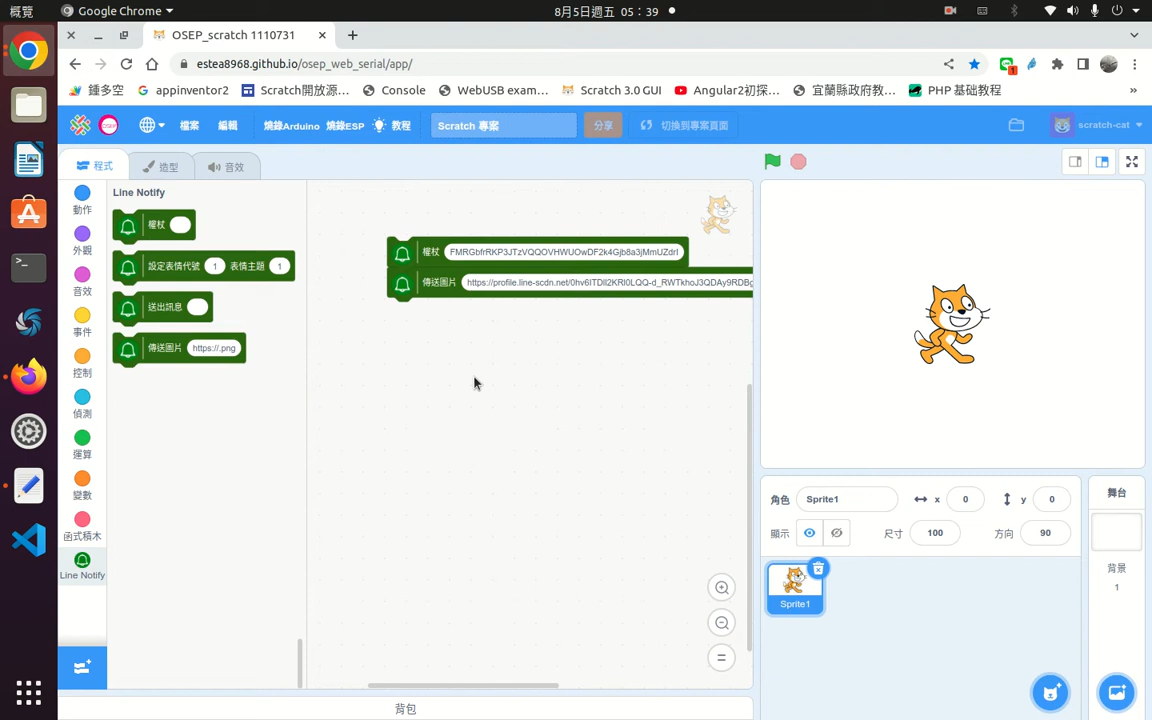 概覽
Google Chrome
8月5日週五 05：39
OSEP_scratch 1110731
estea8968.github.io/osep_web_serial/app/
鍾多空
appinventor2
Scratch開放源…
Console
WebUSB exam…
Scratch 3.0 GUI
Angular2初探…
宜蘭縣政府教…
PHP 基础教程
»
檔案
編輯
燒錄Arduino
燒錄ESP
教程
Scratch 專案
分享
切換到專案頁面
scratch-cat
程式
造型
音效
動作
外觀
音效
事件
控制
偵測
運算
變數
函式積木
Line Notify
Line Notify
權杖
設定表情代號 1 表情主題 1
送出訊息
傳送圖片 https://.png
權杖 FMRGbfrRKP3JTzVQQOVHWUOwDF2k4Gjb8a3jMmUZdrI
傳送圖片 https://profile.line-scdn.net/0hv6ITDll2KRl0LQQ-d_RWTkhoJ3QDAy9RDBg
背包
角色 Sprite1 x 0 y 0
顯示 尺寸 100 方向 90
Sprite1
舞台
背景
1